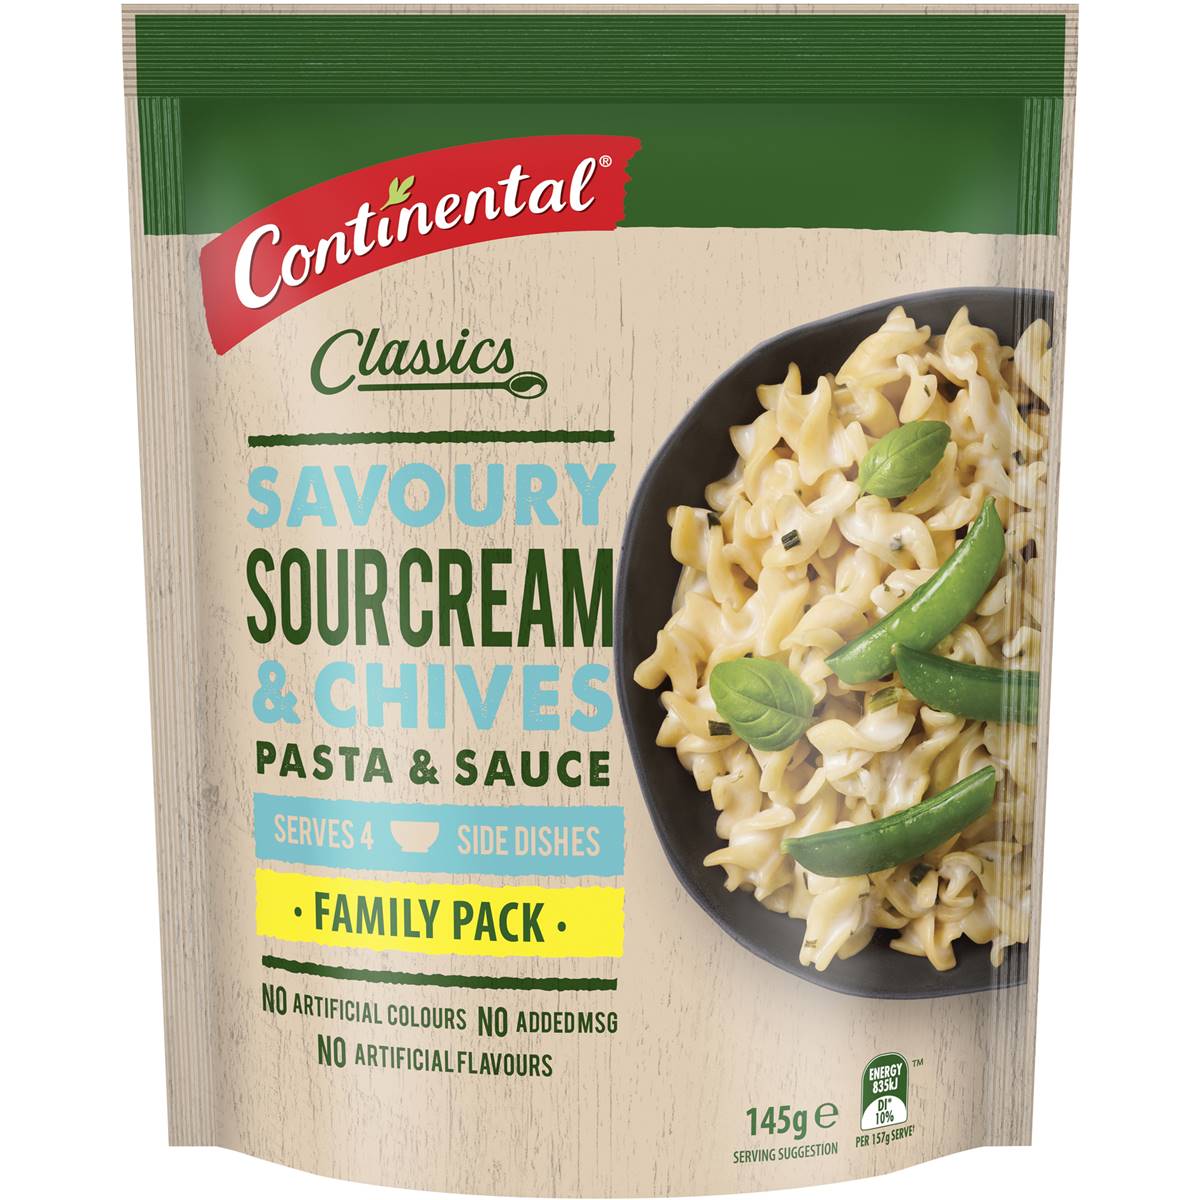 Continental®
Classics
SAVOURY
SOUR CREAM
& CHIVES
PASTA & SAUCE
SERVES 4 SIDE DISHES
• FAMILY PACK •
NO ARTIFICIAL COLOURS NO ADDED MSG
NO ARTIFICIAL FLAVOURS
145g e
SERVING SUGGESTION
ENERGY
835kJ
DI*
10%
PER 157g SERVE†
™